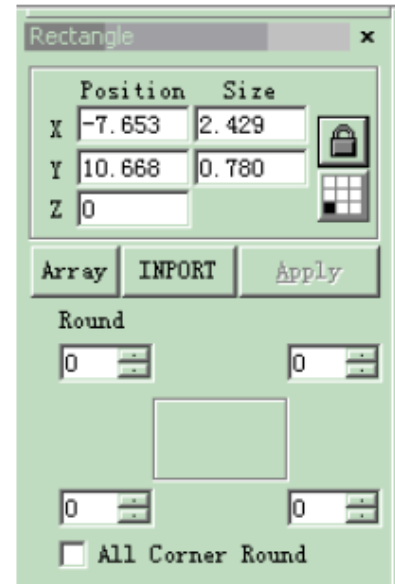 Rectangle
Position Size
X -7.653 2.429
Y 10.668 0.780
Z 0
Array INPORT Apply
Round
0 0
0 0
All Corner Round